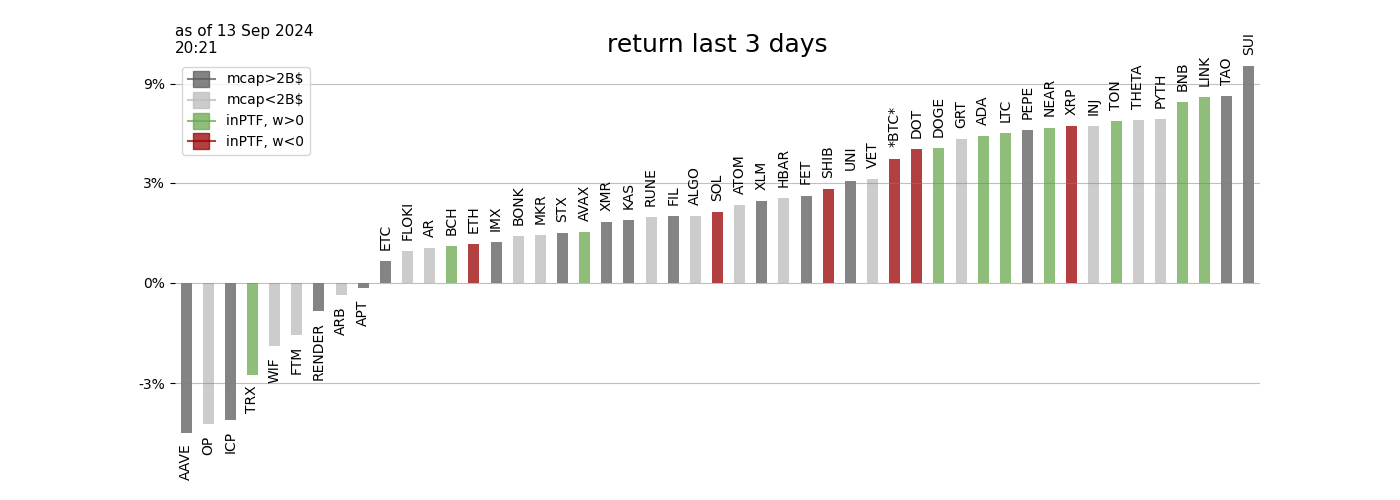 as of 13 Sep 2024
20:21
return last 3 days
mcap>2B$
mcap<2B$
inPTF, w>0
inPTF, w<0
9%
3%
0%
-3%
AAVE
OP
ICP
TRX
WIF
FTM
RENDER
ARB
APT
ETC
FLOKI
AR
BCH
ETH
IMX
BONK
MKR
STX
AVAX
XMR
KAS
RUNE
FIL
ALGO
SOL
ATOM
XLM
HBAR
FET
SHIB
UNI
VET
*BTC*
DOT
DOGE
GRT
ADA
LTC
PEPE
NEAR
XRP
INJ
TON
THETA
PYTH
BNB
LINK
TAO
SUI